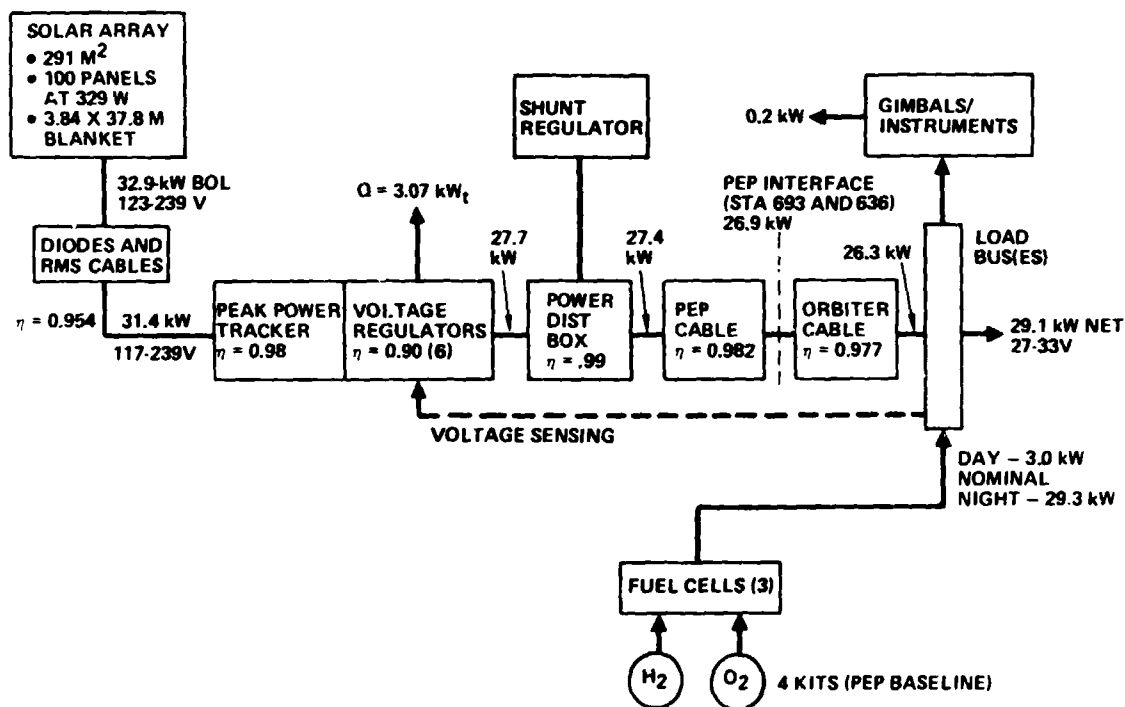 SOLAR ARRAY
• 291 M²
• 100 PANELS
AT 329 W
• 3.84 X 37.8 M
BLANKET
32.9-kW BOL
123-239 V
DIODES AND
RMS CABLES
η = 0.954
31.4 kW
117-239V
PEAK POWER
TRACKER
η = 0.98
VOLTAGE
REGULATORS
η = 0.90 (6)
Q = 3.07 kWₜ
27.7
kW
SHUNT
REGULATOR
POWER
DIST
BOX
η = .99
27.4
kW
PEP
CABLE
η = 0.982
PEP INTERFACE
(STA 693 AND 636)
26.9 kW
ORBITER
CABLE
η = 0.977
26.3 kW
0.2 kW
GIMBALS/
INSTRUMENTS
LOAD
BUS(ES)
29.1 kW NET
27-33V
VOLTAGE SENSING
DAY – 3.0 kW
NOMINAL
NIGHT – 29.3 kW
FUEL CELLS (3)
H₂
O₂
4 KITS (PEP BASELINE)